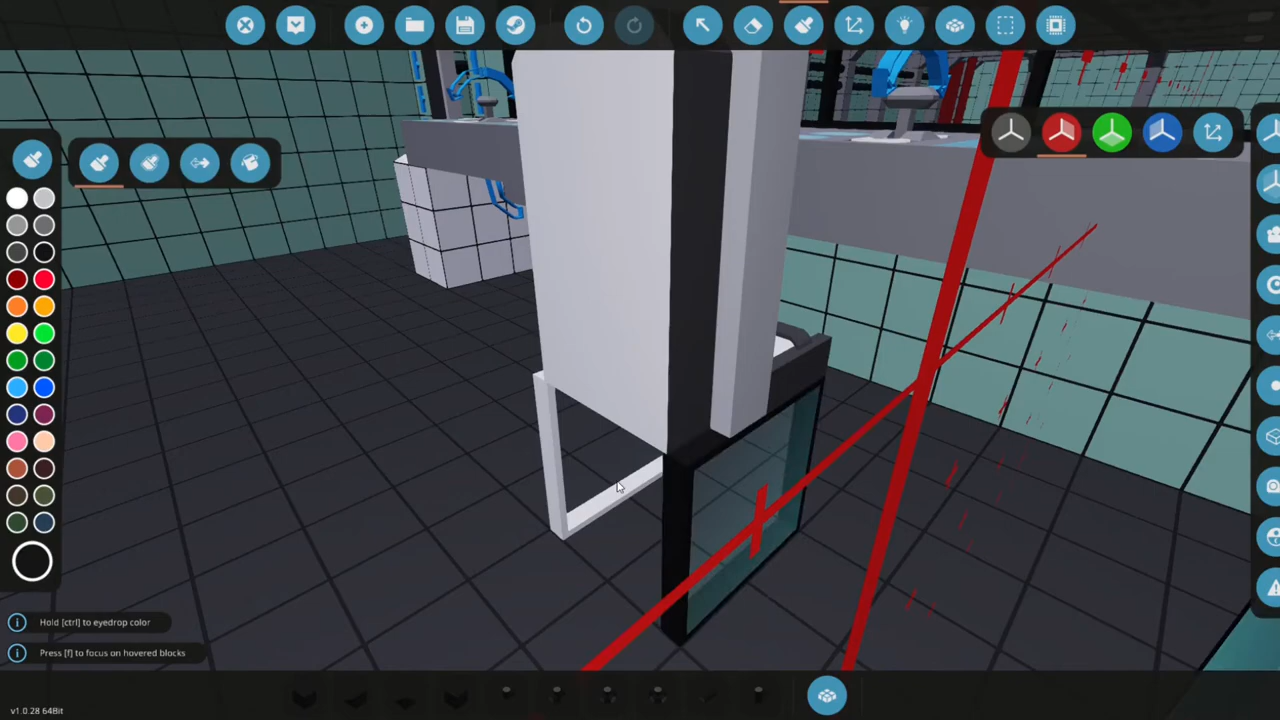 Hold [ctrl] to eyedrop color
Press [f] to focus on hovered blocks
v1.0.28 64Bit